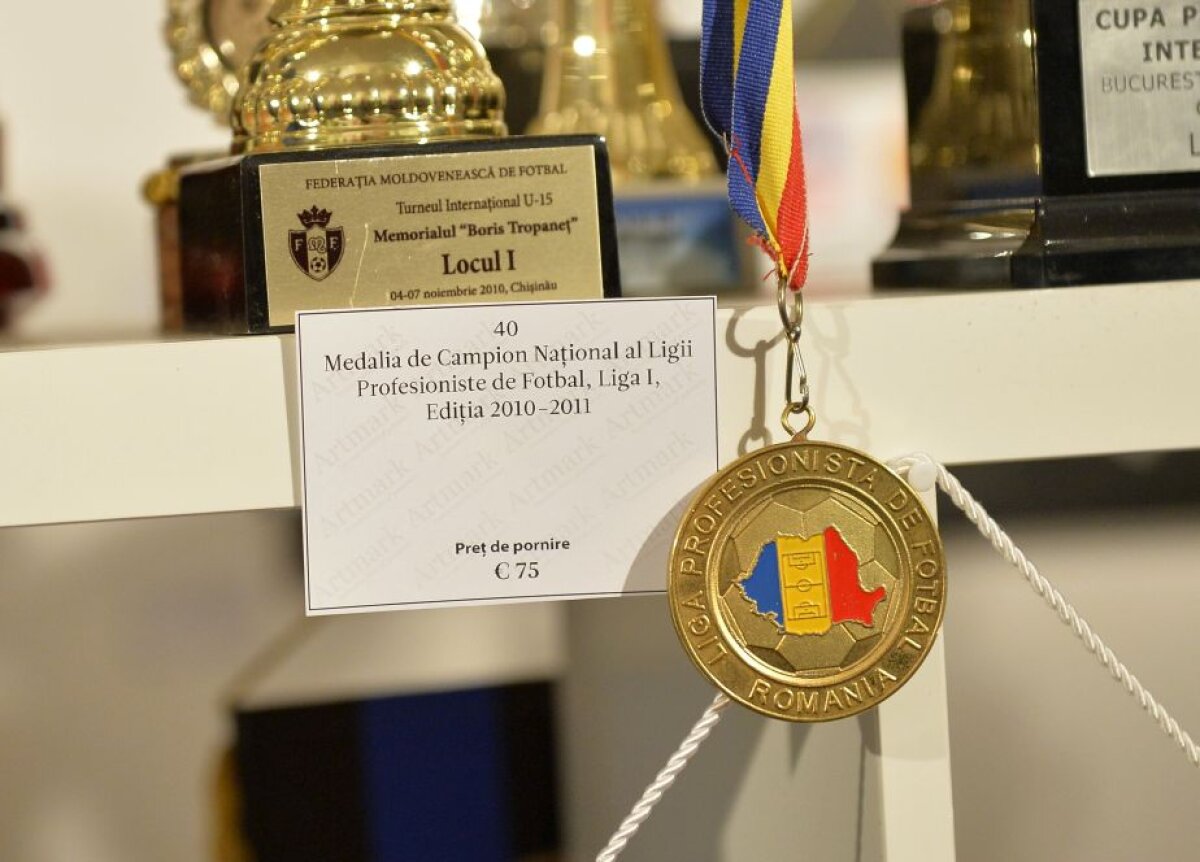 FEDERAȚIA MOLDOVENEASCĂ DE FOTBAL
Turneul Internațional U-15
Memorialul "Boris Tropaneț"
Locul I
04-07 noiembrie 2010, Chișinău
F F
CUPA P
INTE
BUCUREST
L
40
Medalia de Campion Național al Ligii
Profesioniste de Fotbal, Liga I,
Ediția 2010–2011
Preț de pornire
€ 75
Artmark
LIGA PROFESIONISTA DE FOTBAL
ROMANIA